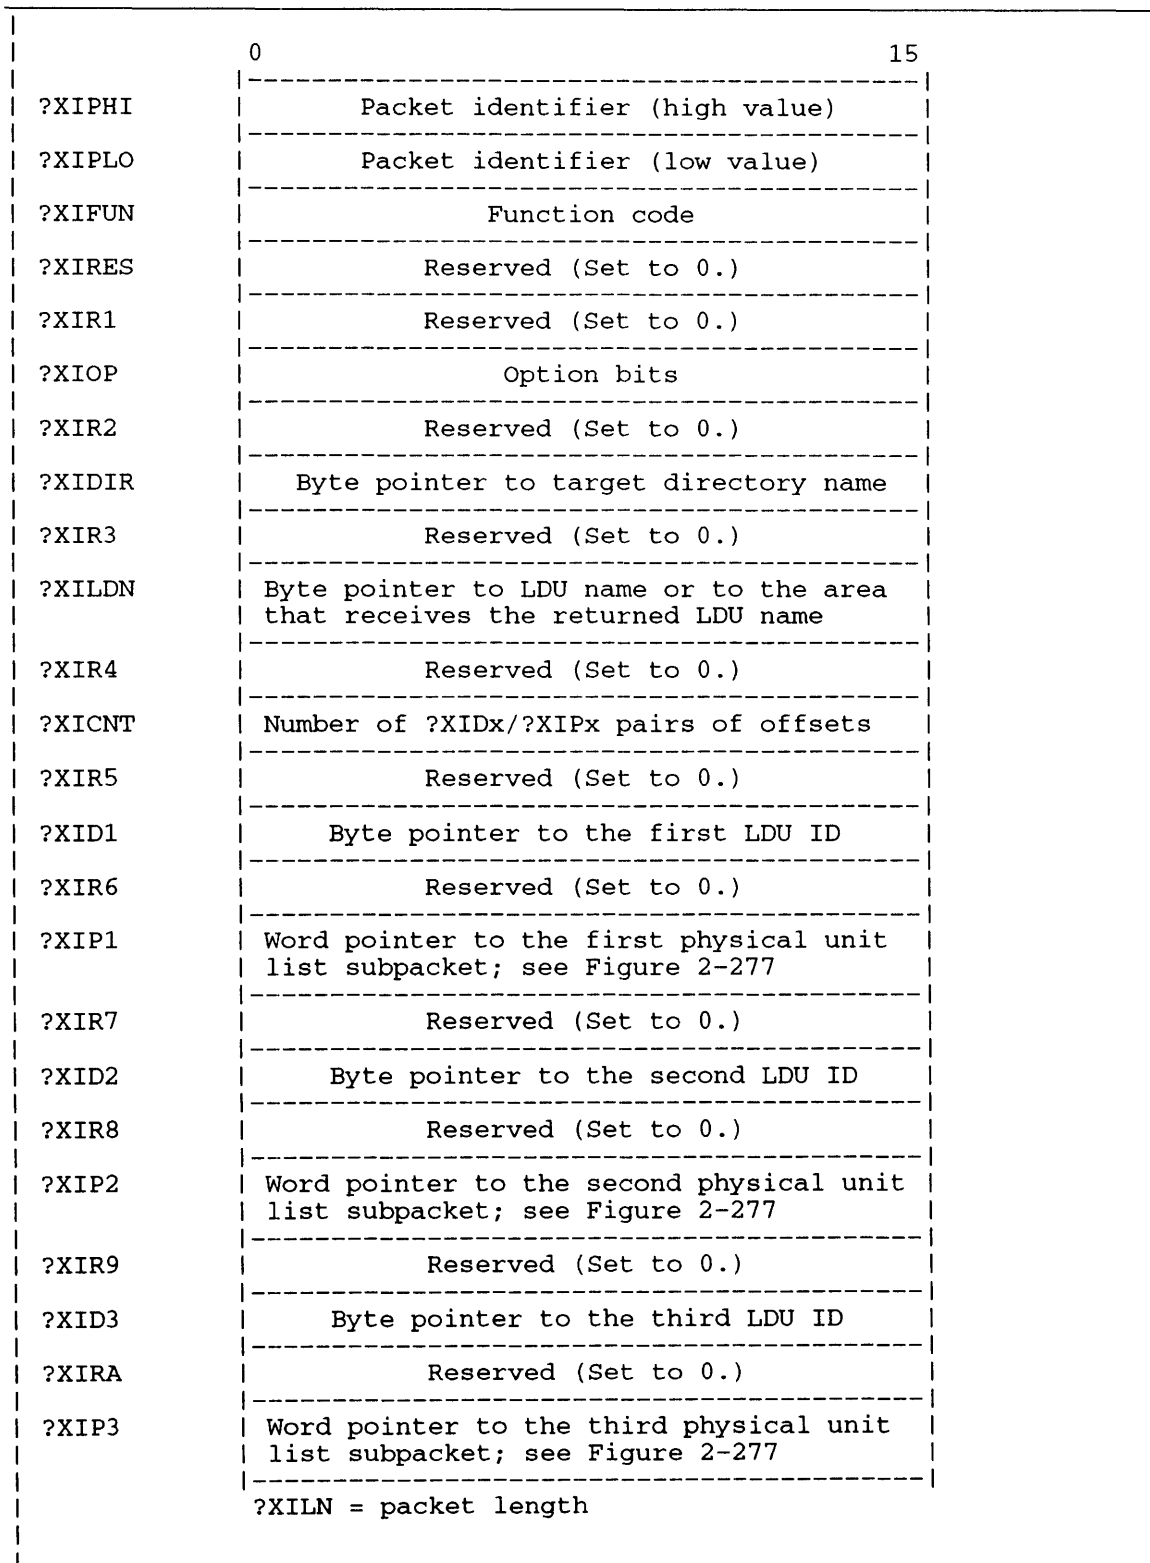 0 15
?XIPHI Packet identifier (high value)
?XIPLO Packet identifier (low value)
?XIFUN Function code
?XIRES Reserved (Set to 0.)
?XIR1 Reserved (Set to 0.)
?XIOP Option bits
?XIR2 Reserved (Set to 0.)
?XIDIR Byte pointer to target directory name
?XIR3 Reserved (Set to 0.)
?XILDN Byte pointer to LDU name or to the area
that receives the returned LDU name
?XIR4 Reserved (Set to 0.)
?XICNT Number of ?XIDx/?XIPx pairs of offsets
?XIR5 Reserved (Set to 0.)
?XID1 Byte pointer to the first LDU ID
?XIR6 Reserved (Set to 0.)
?XIP1 Word pointer to the first physical unit
list subpacket; see Figure 2-277
?XIR7 Reserved (Set to 0.)
?XID2 Byte pointer to the second LDU ID
?XIR8 Reserved (Set to 0.)
?XIP2 Word pointer to the second physical unit
list subpacket; see Figure 2-277
?XIR9 Reserved (Set to 0.)
?XID3 Byte pointer to the third LDU ID
?XIRA Reserved (Set to 0.)
?XIP3 Word pointer to the third physical unit
list subpacket; see Figure 2-277
?XILN = packet length